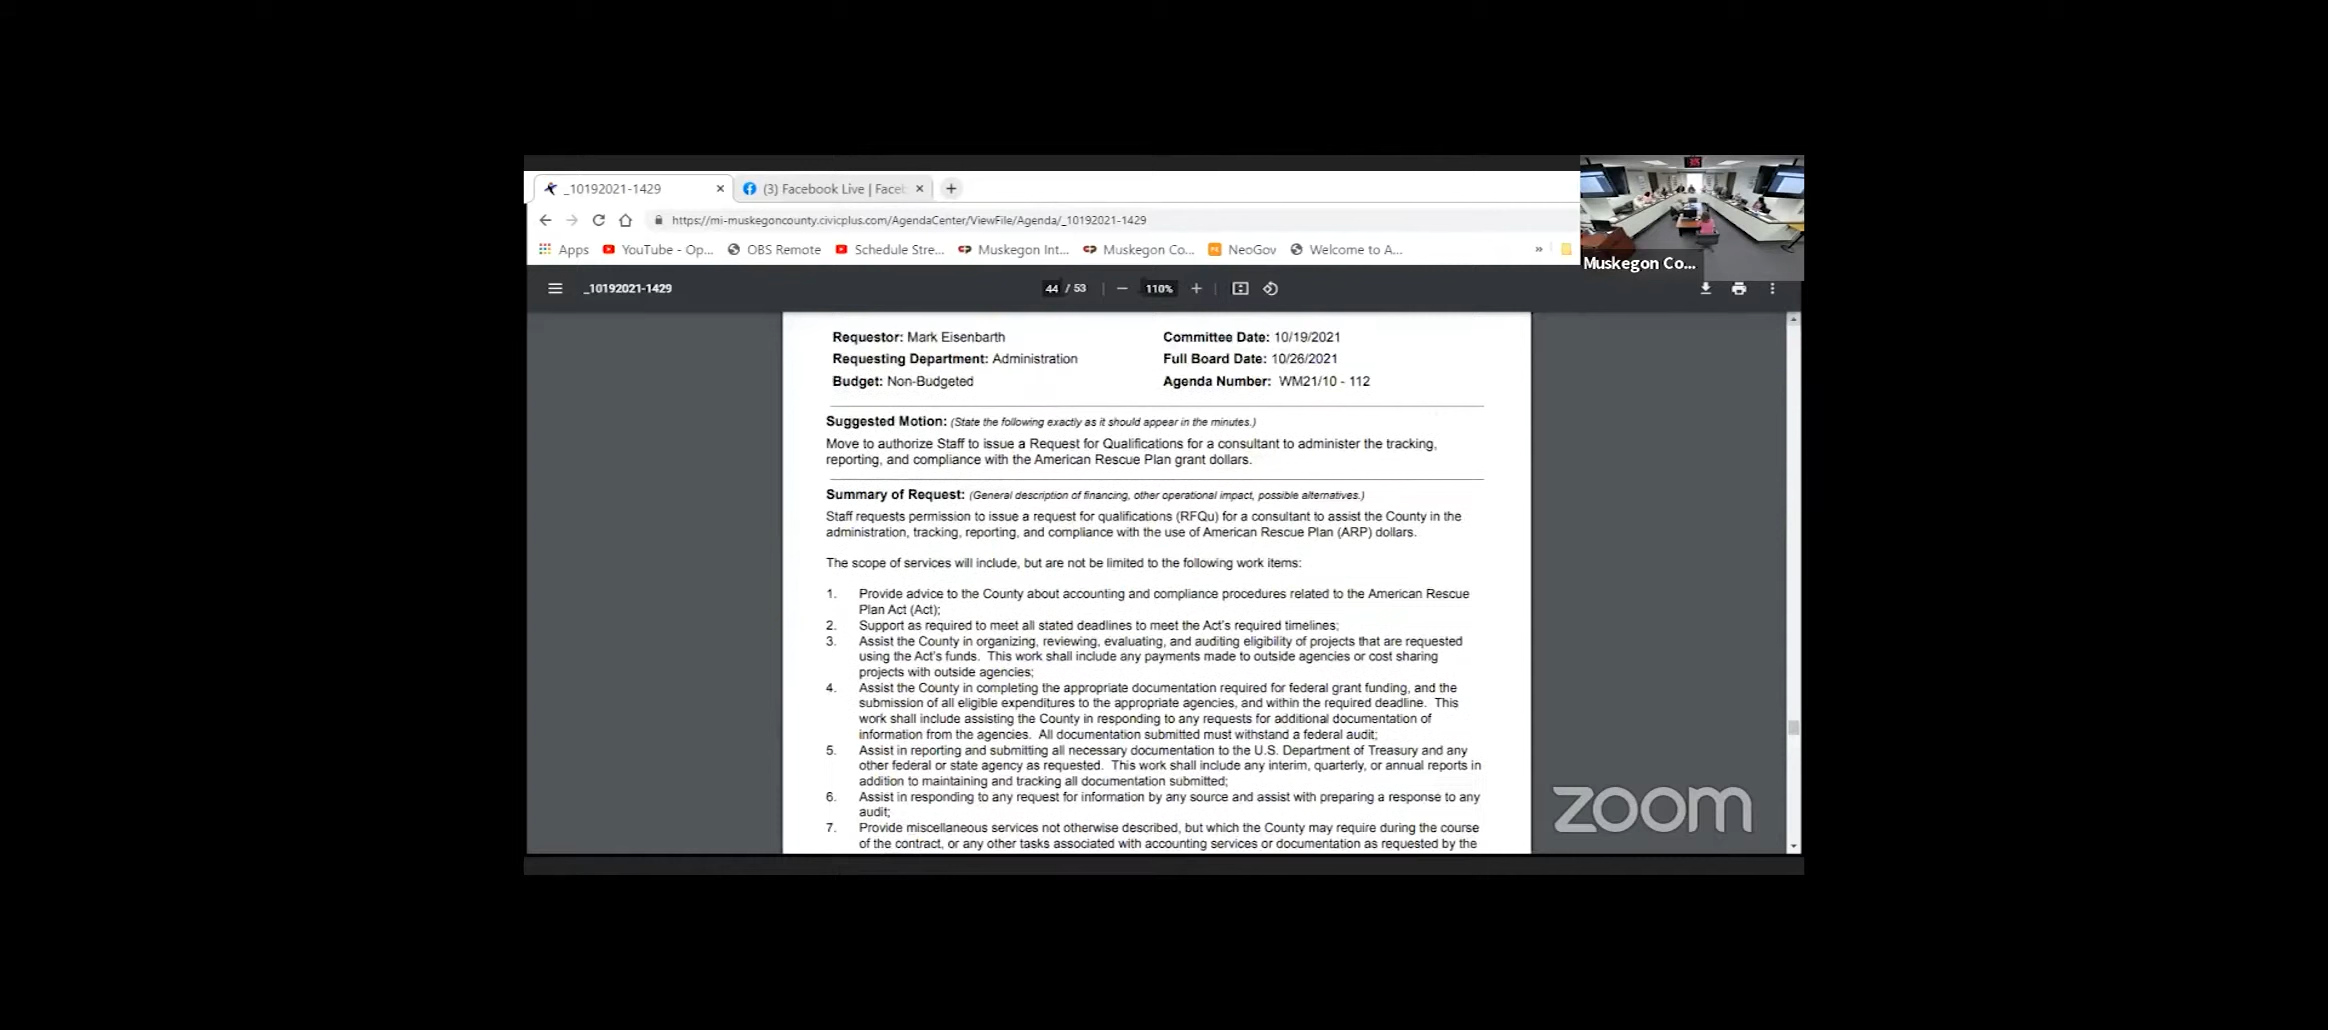 _10192021-1429
(3) Facebook Live | Facet
https://mi-muskegoncounty.civicplus.com/AgendaCenter/ViewFile/Agenda/_10192021-1429
Apps YouTube - Op... OBS Remote Schedule Stre... Muskegon Int... Muskegon Co... NeoGov Welcome to A... »
Muskegon Co...
_10192021-1429 44 / 53 110%
Requestor: Mark Eisenbarth Committee Date: 10/19/2021
Requesting Department: Administration Full Board Date: 10/26/2021
Budget: Non-Budgeted Agenda Number: WM21/10 - 112
Suggested Motion: (State the following exactly as it should appear in the minutes.)
Move to authorize Staff to issue a Request for Qualifications for a consultant to administer the tracking,
reporting, and compliance with the American Rescue Plan grant dollars.
Summary of Request: (General description of financing, other operational impact, possible alternatives.)
Staff requests permission to issue a request for qualifications (RFQu) for a consultant to assist the County in the
administration, tracking, reporting, and compliance with the use of American Rescue Plan (ARP) dollars.
The scope of services will include, but are not be limited to the following work items:
1. Provide advice to the County about accounting and compliance procedures related to the American Rescue
Plan Act (Act);
2. Support as required to meet all stated deadlines to meet the Act's required timelines;
3. Assist the County in organizing, reviewing, evaluating, and auditing eligibility of projects that are requested
using the Act's funds. This work shall include any payments made to outside agencies or cost sharing
projects with outside agencies;
4. Assist the County in completing the appropriate documentation required for federal grant funding, and the
submission of all eligible expenditures to the appropriate agencies, and within the required deadline. This
work shall include assisting the County in responding to any requests for additional documentation of
information from the agencies. All documentation submitted must withstand a federal audit;
5. Assist in reporting and submitting all necessary documentation to the U.S. Department of Treasury and any
other federal or state agency as requested. This work shall include any interim, quarterly, or annual reports in
addition to maintaining and tracking all documentation submitted;
6. Assist in responding to any request for information by any source and assist with preparing a response to any
audit;
7. Provide miscellaneous services not otherwise described, but which the County may require during the course
of the contract, or any other tasks associated with accounting services or documentation as requested by the
zoom